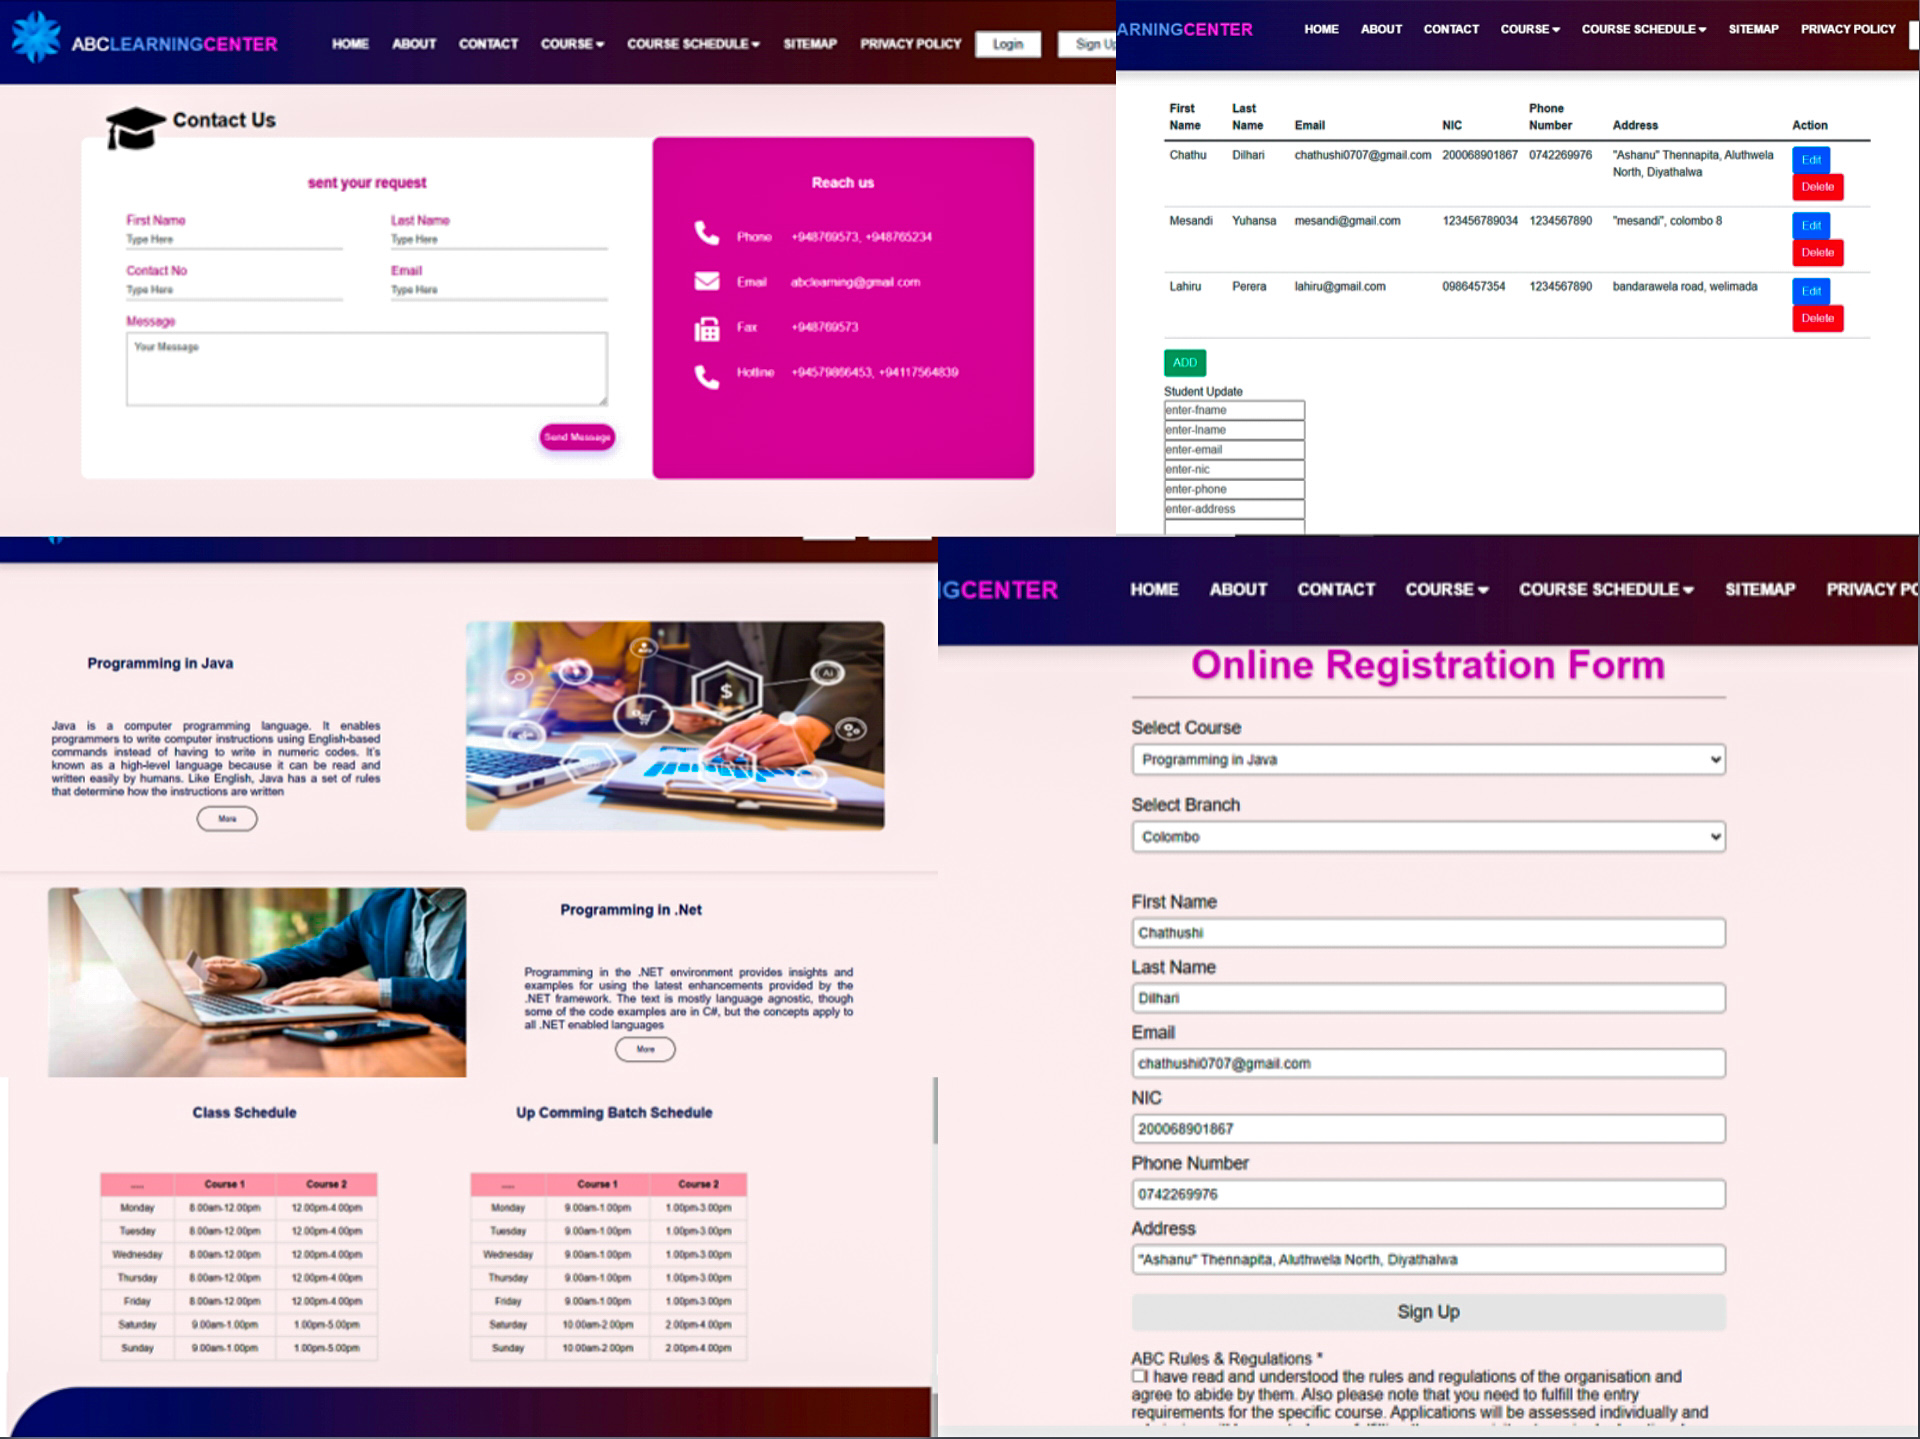 ABCLEARNINGCENTER HOME ABOUT CONTACT COURSE COURSE SCHEDULE SITEMAP PRIVACY POLICY Login Sign Up
Contact Us
sent your request
First Name Last Name
Type Here Type Here
Contact No Email
Type Here Type Here
Message
Your Message
Send Message
Reach us
Phone +948769573, +948765234
Email abclearning@gmail.com
Fax +948769573
Hotline +94579866453, +94117564839
ARNINGCENTER HOME ABOUT CONTACT COURSE COURSE SCHEDULE SITEMAP PRIVACY POLICY
First Name Last Name Email NIC Phone Number Address Action
Chathu Dilhari chathushi0707@gmail.com 200068901867 0742269976 "Ashanu" Thennapita, Aluthwela Edit
North, Diyathalwa
Delete
Mesandi Yuhansa mesandi@gmail.com 123456789034 1234567890 "mesandi", colombo 8 Edit
Delete
Lahiru Perera lahiru@gmail.com 0986457354 1234567890 bandarawela road, welimada Edit
Delete
ADD
Student Update
enter-fname
enter-lname
enter-email
enter-nic
enter-phone
enter-address
Programming in Java
Java is a computer programming language. It enables
programmers to write computer instructions using English-based
commands instead of having to write in numeric codes. It's
known as a high-level language because it can be read and
written easily by humans. Like English, Java has a set of rules
that determine how the instructions are written
More
$
AI
Programming in .Net
Programming in the .NET environment provides insights and
examples for using the latest enhancements provided by the
.NET framework. The text is mostly language agnostic, though
some of the code examples are in C#, but the concepts apply to
all .NET enabled languages
More
Class Schedule
..... Course 1 Course 2
Monday 8.00am-12.00pm 12.00pm-4.00pm
Tuesday 8.00am-12.00pm 12.00pm-4.00pm
Wednesday 8.00am-12.00pm 12.00pm-4.00pm
Thursday 8.00am-12.00pm 12.00pm-4.00pm
Friday 8.00am-12.00pm 12.00pm-4.00pm
Saturday 9.00am-1.00pm 1.00pm-5.00pm
Sunday 9.00am-1.00pm 1.00pm-5.00pm
Up Comming Batch Schedule
..... Course 1 Course 2
Monday 9.00am-1.00pm 1.00pm-3.00pm
Tuesday 9.00am-1.00pm 1.00pm-3.00pm
Wednesday 9.00am-1.00pm 1.00pm-3.00pm
Thursday 9.00am-1.00pm 1.00pm-3.00pm
Friday 9.00am-1.00pm 1.00pm-3.00pm
Saturday 10.00am-2.00pm 2.00pm-4.00pm
Sunday 10.00am-2.00pm 2.00pm-4.00pm
GCENTER HOME ABOUT CONTACT COURSE COURSE SCHEDULE SITEMAP PRIVACY PO
Online Registration Form
Select Course
Programming in Java
Select Branch
Colombo
First Name
Chathushi
Last Name
Dilhari
Email
chathushi0707@gmail.com
NIC
200068901867
Phone Number
0742269976
Address
"Ashanu" Thennapita, Aluthwela North, Diyathalwa
Sign Up
ABC Rules & Regulations *
I have read and understood the rules and regulations of the organisation and
agree to abide by them. Also please note that you need to fulfill the entry
requirements for the specific course. Applications will be assessed individually and